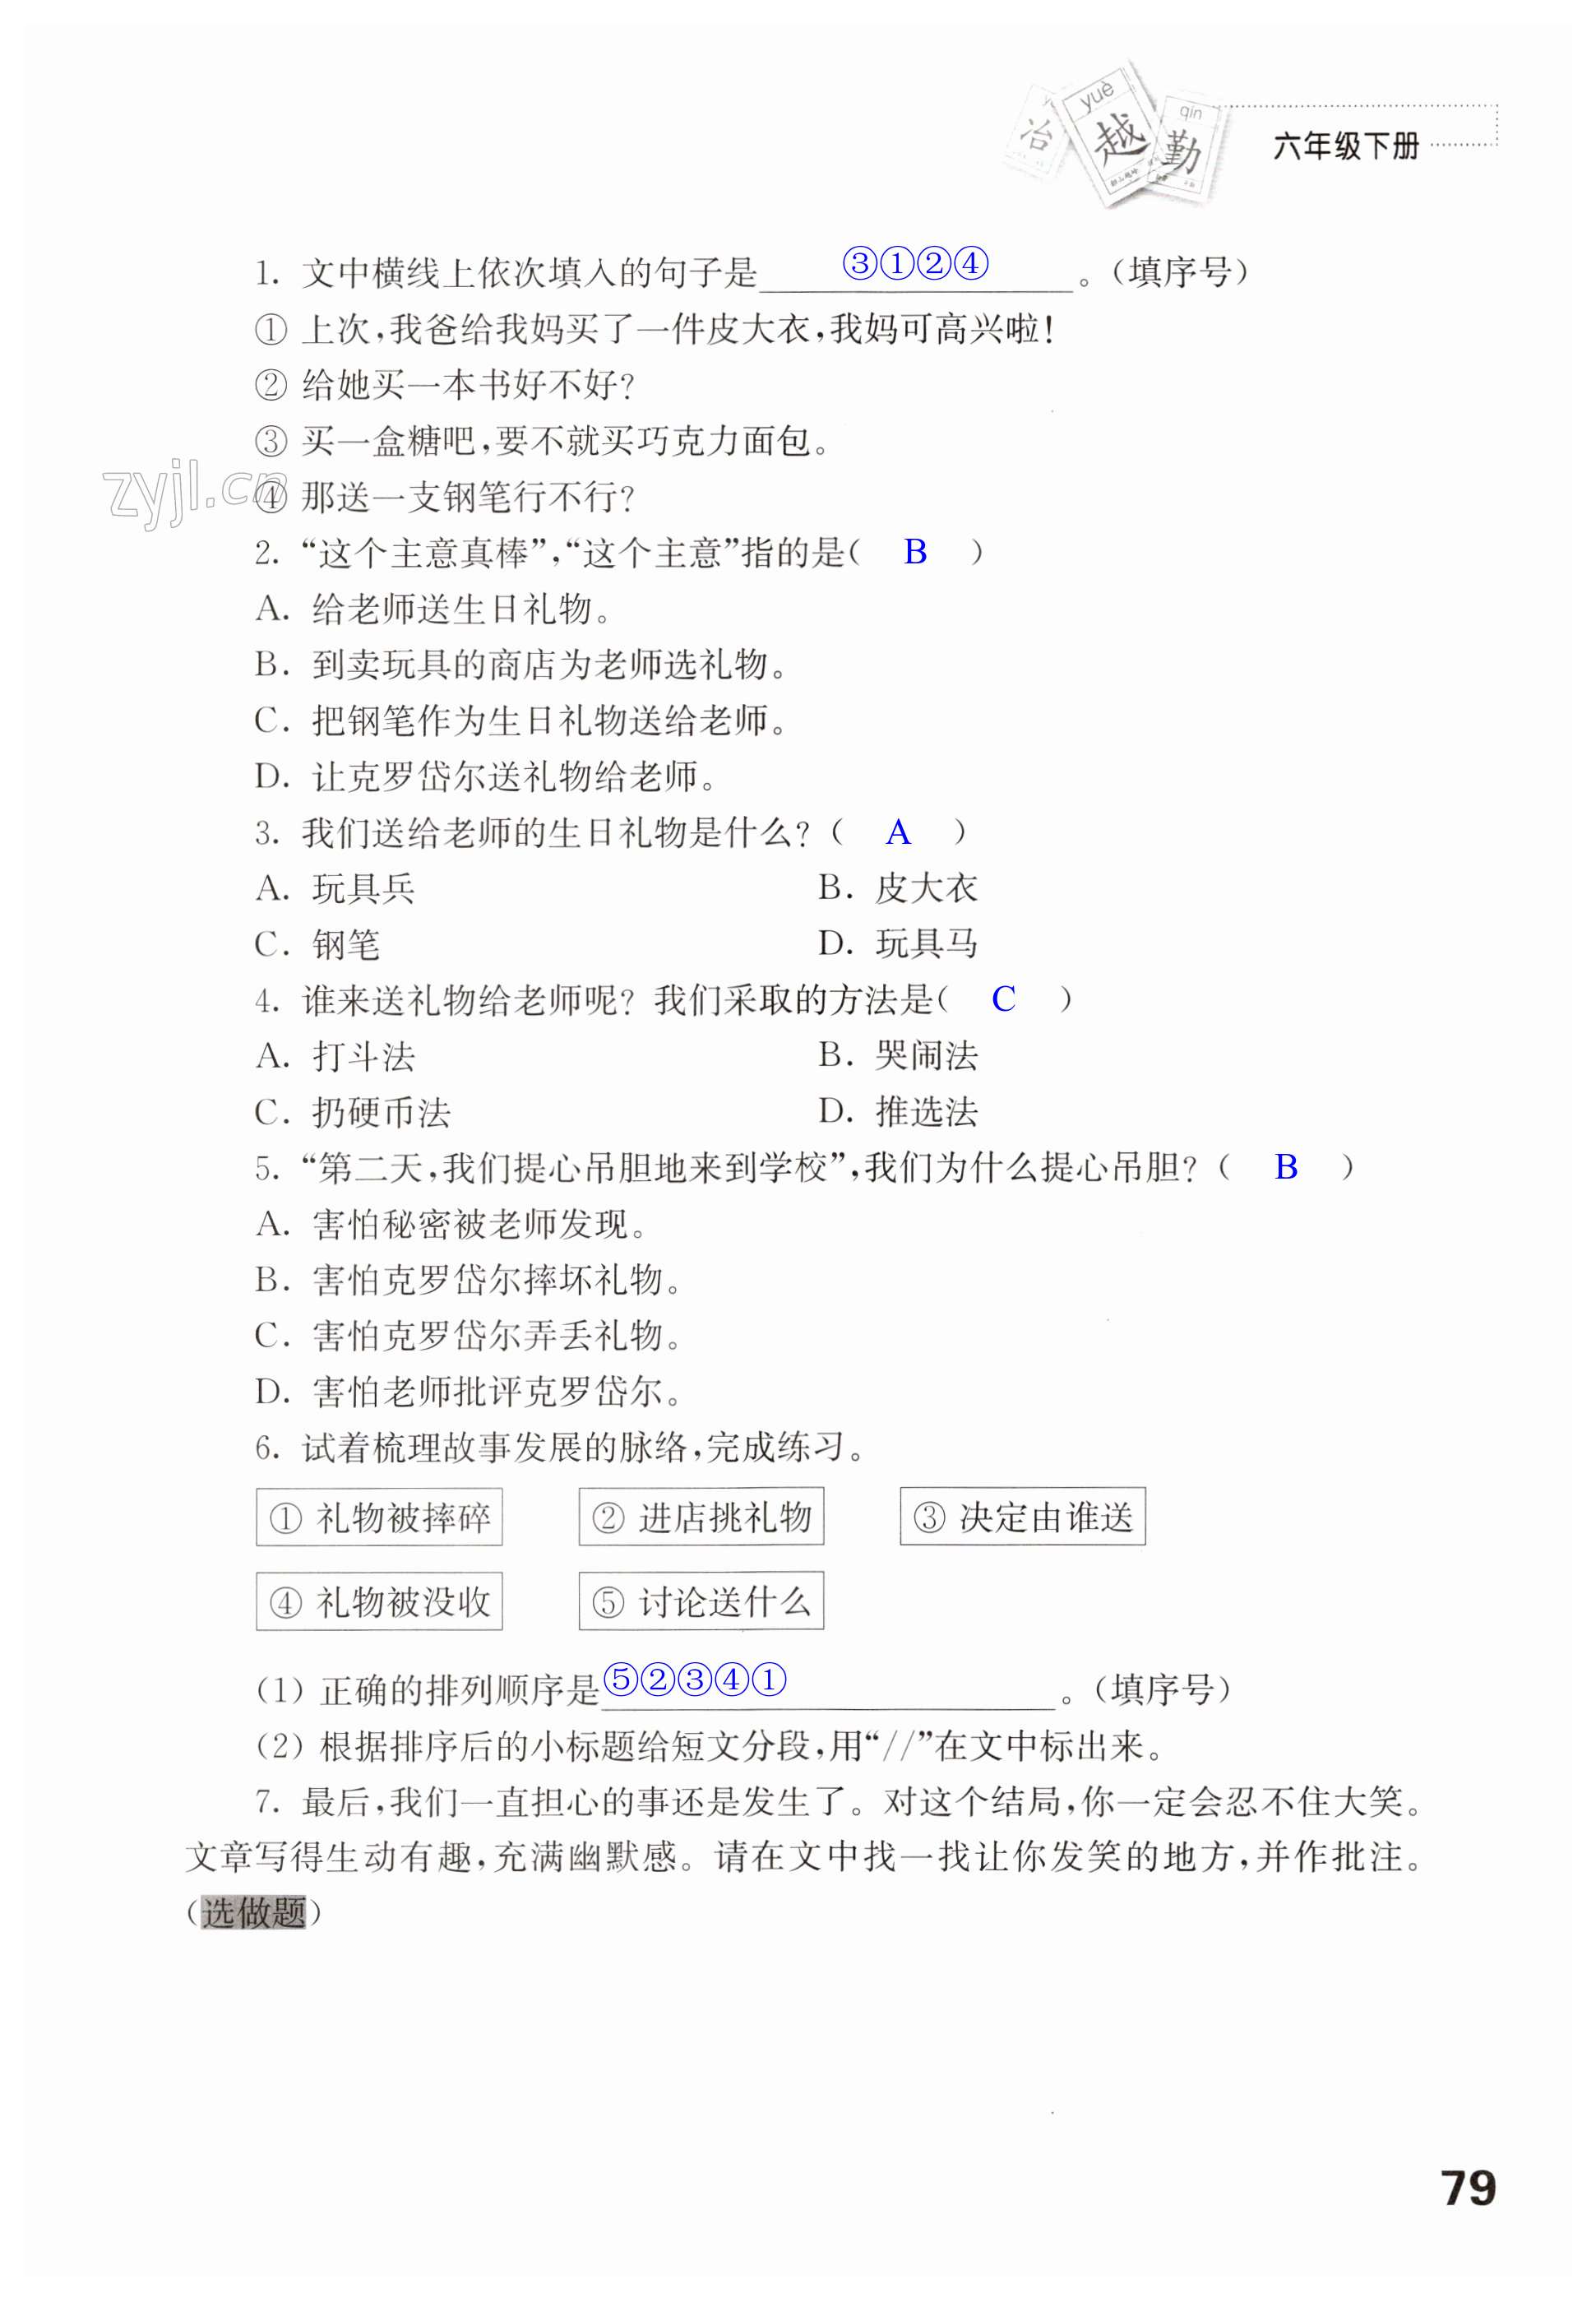 冶
yuè
越
qín
勤
六年级下册
1. 文中横线上依次填入的句子是 ③①②④ 。(填序号)
① 上次,我爸给我妈买了一件皮大衣,我妈可高兴啦!
② 给她买一本书好不好?
③ 买一盒糖吧,要不就买巧克力面包。
④ 那送一支钢笔行不行?
zyjl.cn
2. “这个主意真棒”,“这个主意”指的是( B )
A. 给老师送生日礼物。
B. 到卖玩具的商店为老师选礼物。
C. 把钢笔作为生日礼物送给老师。
D. 让克罗岱尔送礼物给老师。
3. 我们送给老师的生日礼物是什么?( A )
A. 玩具兵 B. 皮大衣
C. 钢笔 D. 玩具马
4. 谁来送礼物给老师呢? 我们采取的方法是( C )
A. 打斗法 B. 哭闹法
C. 扔硬币法 D. 推选法
5. “第二天,我们提心吊胆地来到学校”,我们为什么提心吊胆?( B )
A. 害怕秘密被老师发现。
B. 害怕克罗岱尔摔坏礼物。
C. 害怕克罗岱尔弄丢礼物。
D. 害怕老师批评克罗岱尔。
6. 试着梳理故事发展的脉络,完成练习。
① 礼物被摔碎 ② 进店挑礼物 ③ 决定由谁送
④ 礼物被没收 ⑤ 讨论送什么
(1) 正确的排列顺序是 ⑤②③④① 。(填序号)
(2) 根据排序后的小标题给短文分段,用“//”在文中标出来。
7. 最后,我们一直担心的事还是发生了。对这个结局,你一定会忍不住大笑。
文章写得生动有趣,充满幽默感。请在文中找一找让你发笑的地方,并作批注。
(选做题)
79